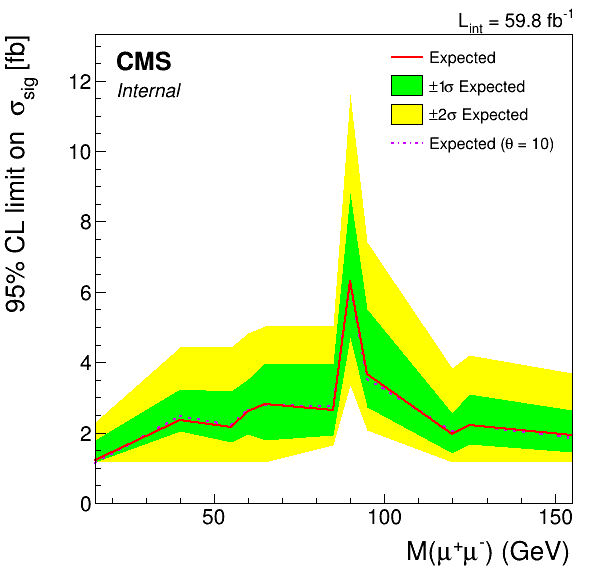 L_int = 59.8 fb⁻¹
CMS
Internal
Expected
±1σ Expected
±2σ Expected
Expected (θ = 10)
95% CL limit on σ_sig [fb]
12
10
8
6
4
2
0
50
100
150
M(μ⁺μ⁻) (GeV)